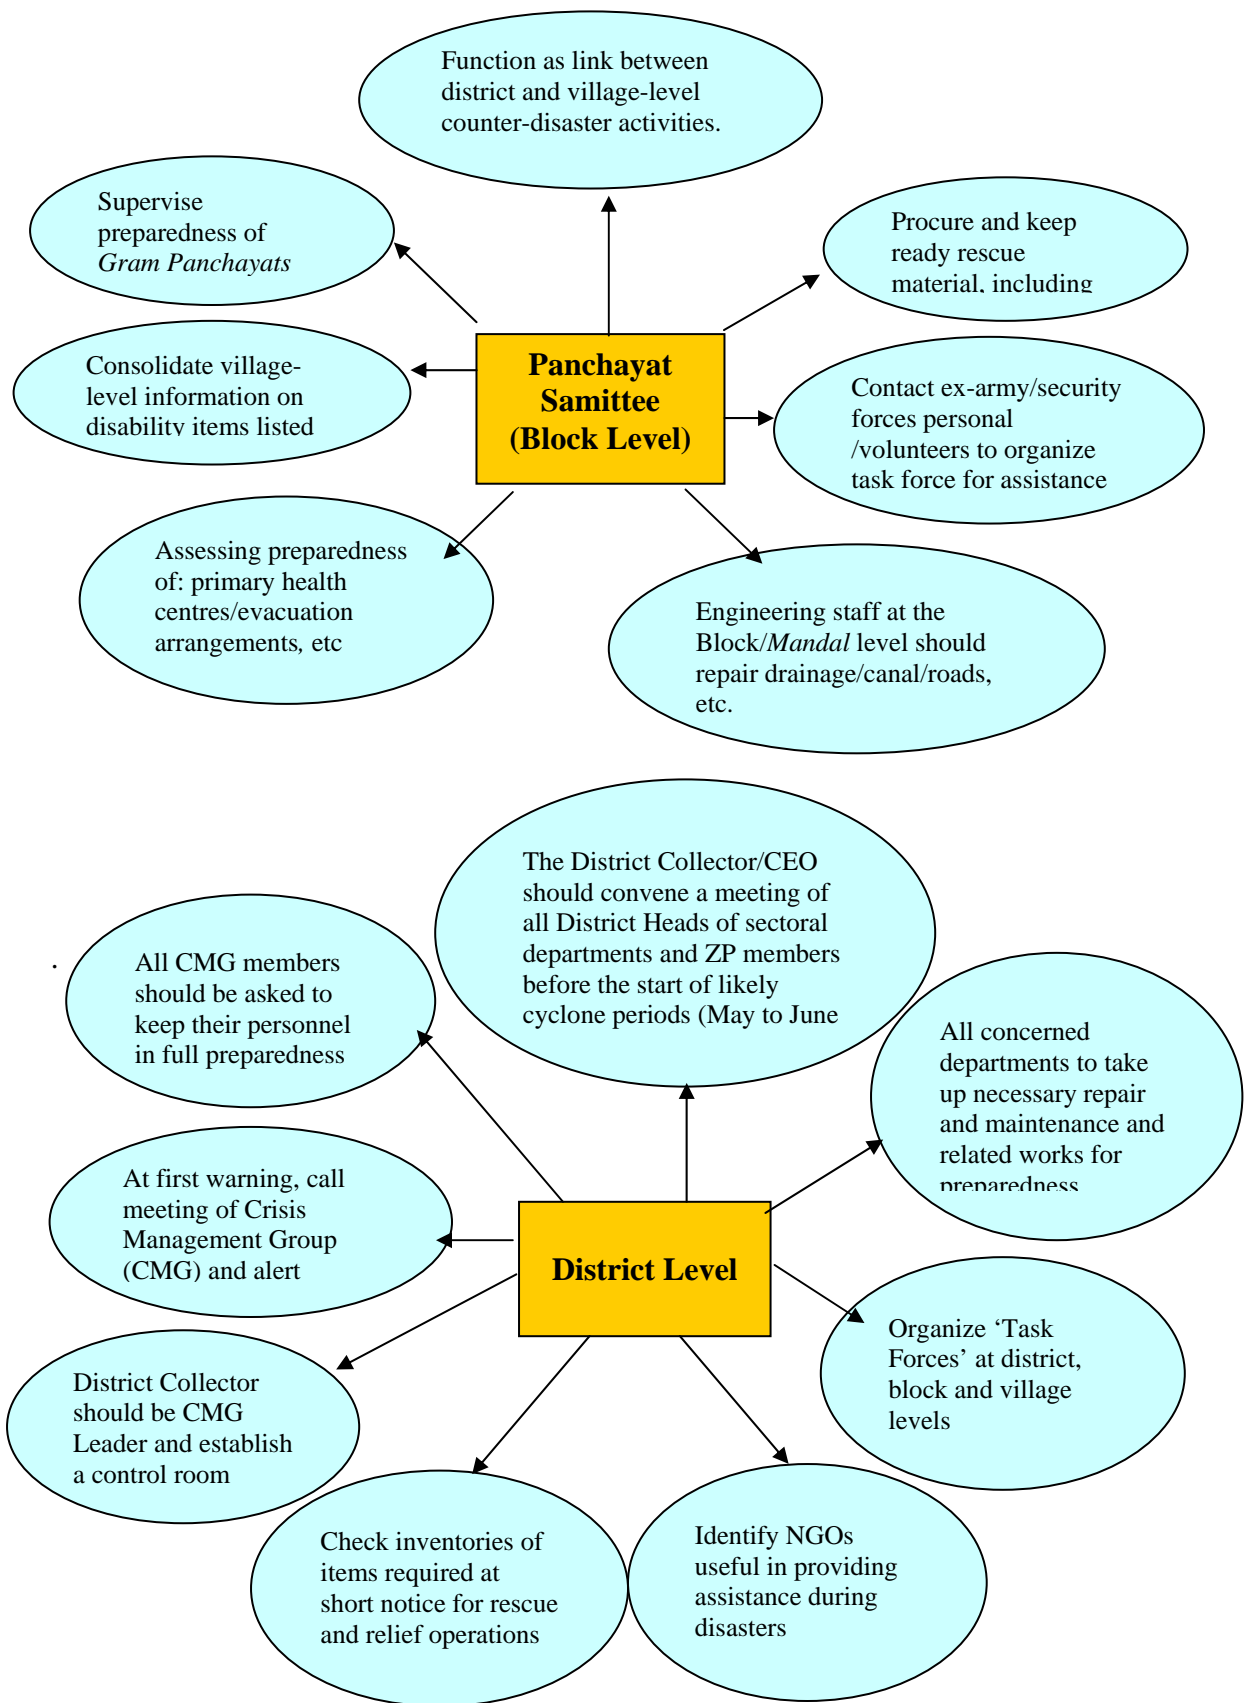 Function as link between
district and village-level
counter-disaster activities.
Supervise
preparedness of
Gram Panchayats
Procure and keep
ready rescue
material, including
Consolidate village-
level information on
disability items listed
Panchayat
Samittee
(Block Level)
Contact ex-army/security
forces personal
/volunteers to organize
task force for assistance
Assessing preparedness
of: primary health
centres/evacuation
arrangements, etc
Engineering staff at the
Block/Mandal level should
repair drainage/canal/roads,
etc.
The District Collector/CEO
should convene a meeting of
all District Heads of sectoral
departments and ZP members
before the start of likely
cyclone periods (May to June
.
All CMG members
should be asked to
keep their personnel
in full preparedness
All concerned
departments to take
up necessary repair
and maintenance and
related works for
preparedness
At first warning, call
meeting of Crisis
Management Group
(CMG) and alert
District Level
Organize ‘Task
Forces’ at district,
block and village
levels
District Collector
should be CMG
Leader and establish
a control room
Check inventories of
items required at
short notice for rescue
and relief operations
Identify NGOs
useful in providing
assistance during
disasters